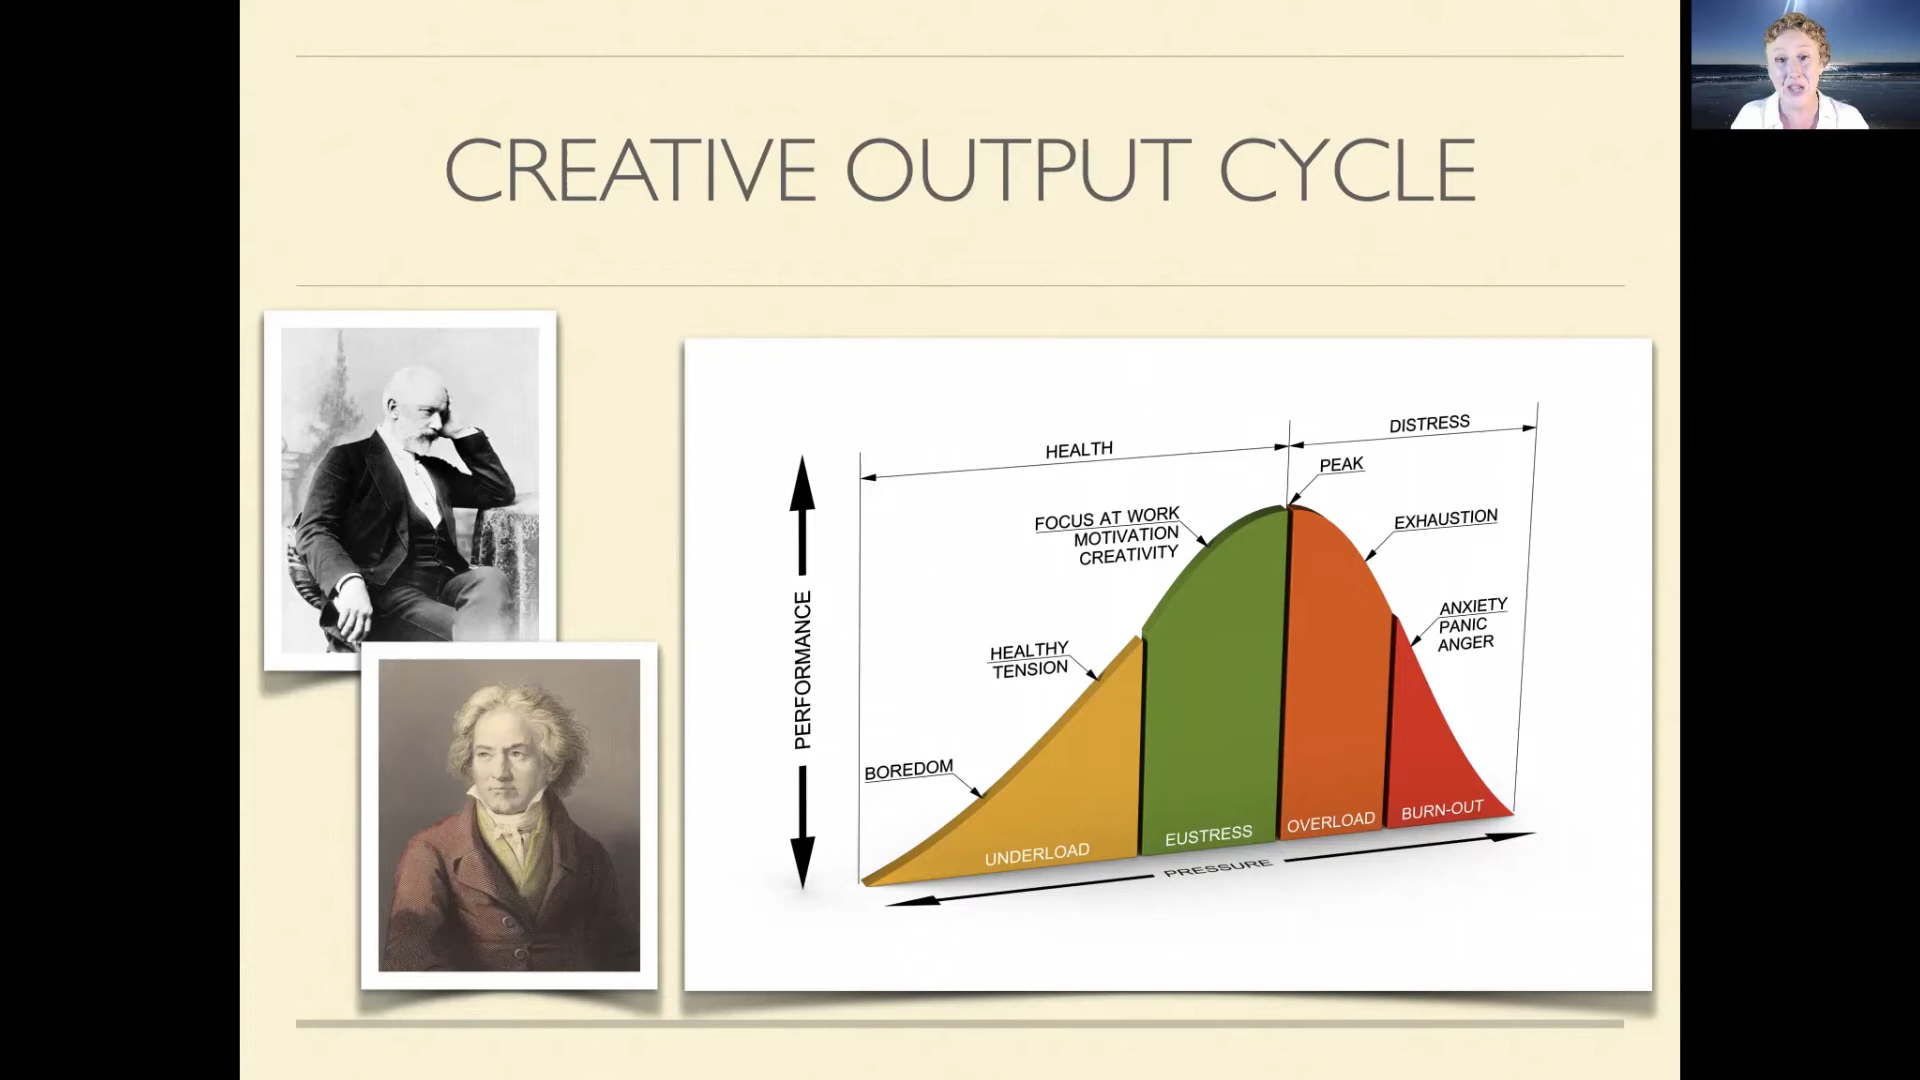 CREATIVE OUTPUT CYCLE
HEALTH
DISTRESS
PEAK
FOCUS AT WORK
MOTIVATION
CREATIVITY
EXHAUSTION
HEALTHY
TENSION
ANXIETY
PANIC
ANGER
BOREDOM
PERFORMANCE
UNDERLOAD
EUSTRESS
OVERLOAD
BURN-OUT
PRESSURE